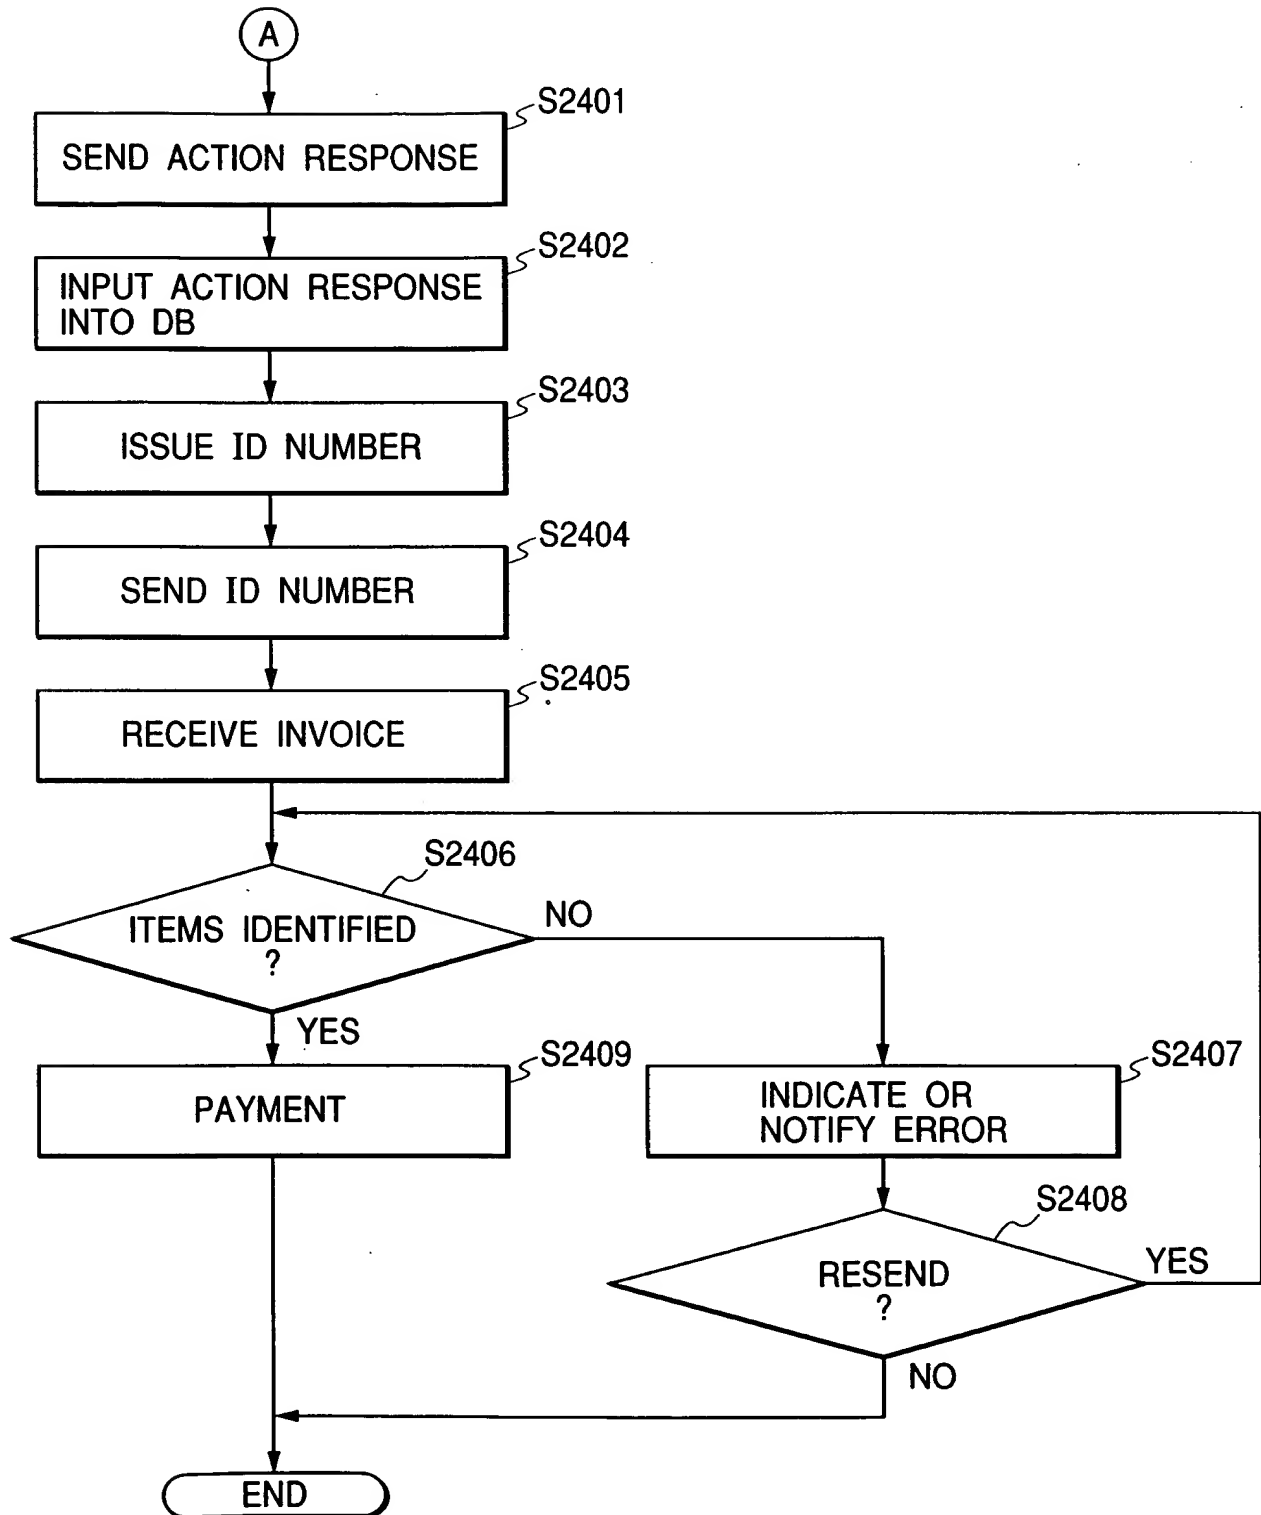 A
S2401
SEND ACTION RESPONSE
S2402
INPUT ACTION RESPONSE
INTO DB
S2403
ISSUE ID NUMBER
S2404
SEND ID NUMBER
S2405
RECEIVE INVOICE
S2406
ITEMS IDENTIFIED
?
NO
YES
S2409
PAYMENT
S2407
INDICATE OR
NOTIFY ERROR
S2408
RESEND
?
YES
NO
END